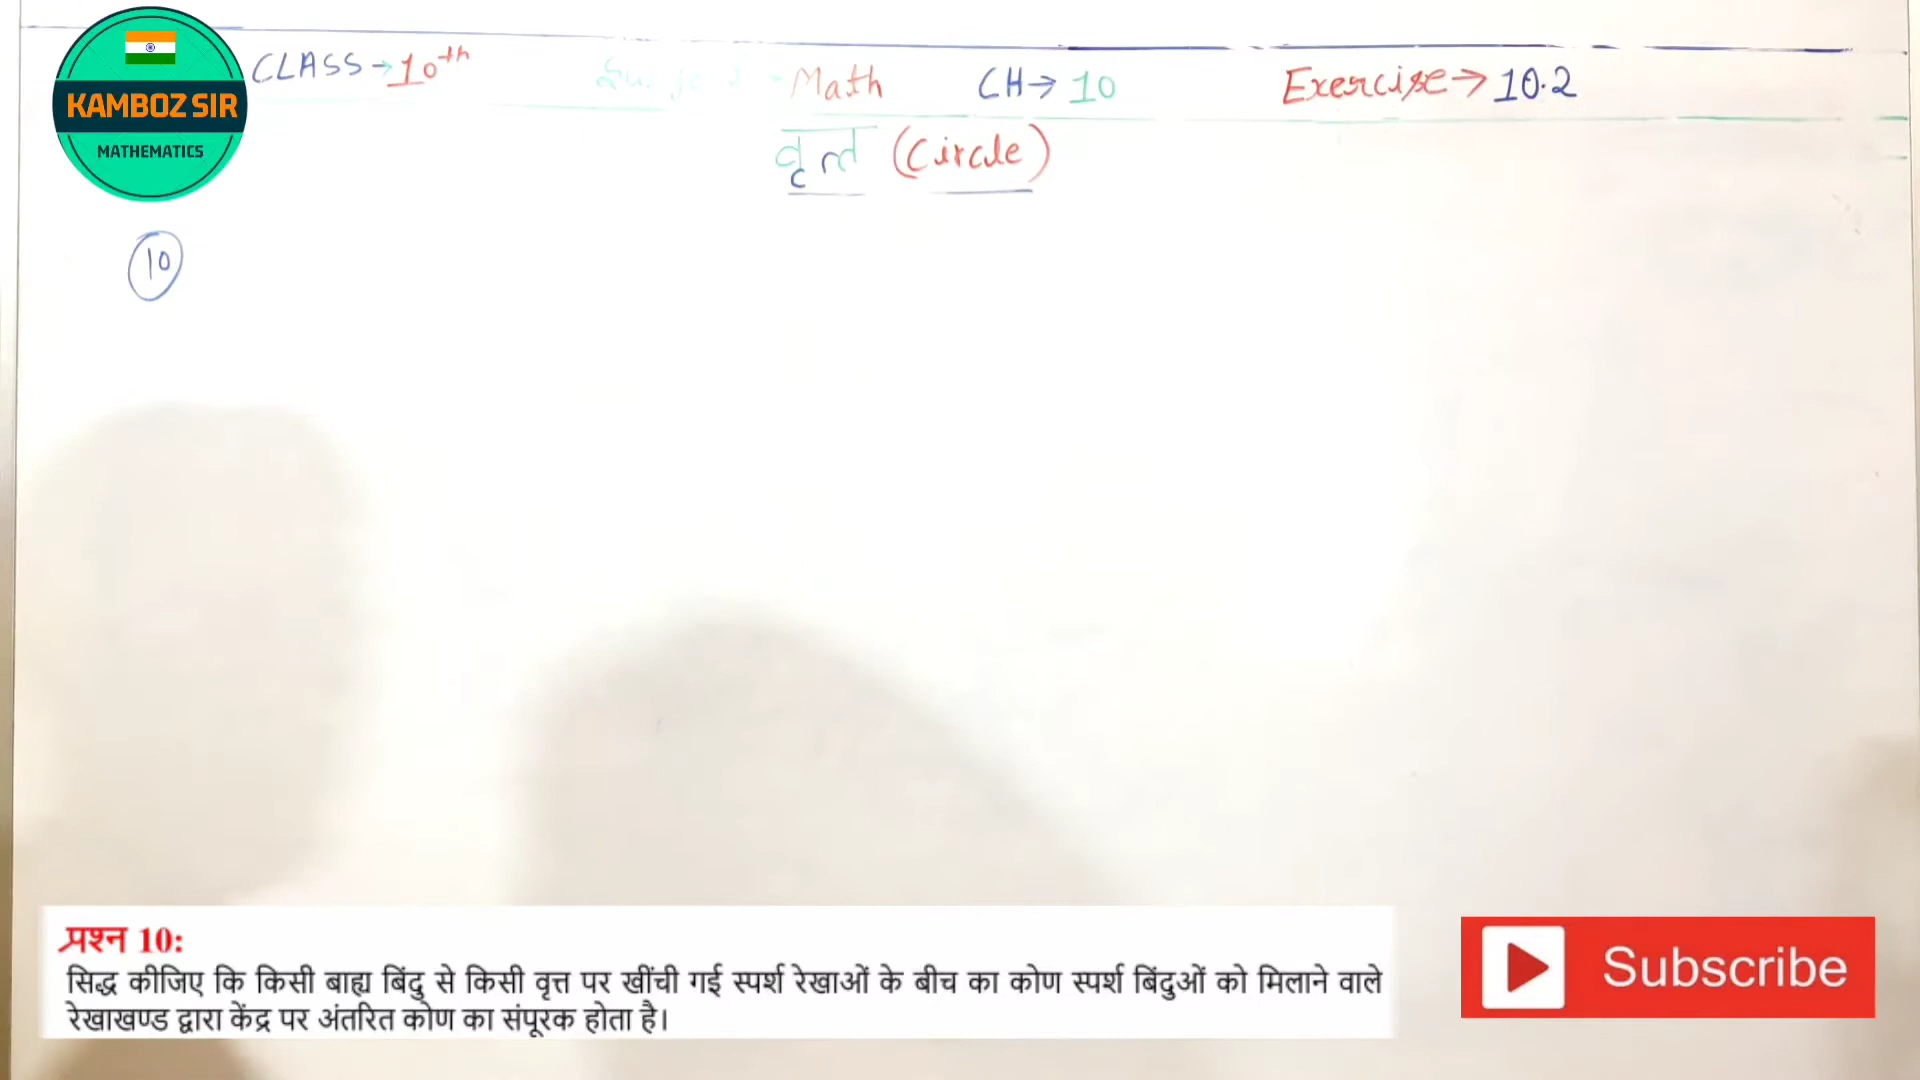 CLASS → 10th Math CH → 10 Exercise → 10.2
KAMBOZ SIR
MATHEMATICS
वृत्त (Circle)
10
प्रश्न 10:
सिद्ध कीजिए कि किसी बाह्य बिंदु से किसी वृत्त पर खींची गई स्पर्श रेखाओं के बीच का कोण स्पर्श बिंदुओं को मिलाने वाले
रेखाखण्ड द्वारा केंद्र पर अंतरित कोण का संपूरक होता है।
Subscribe